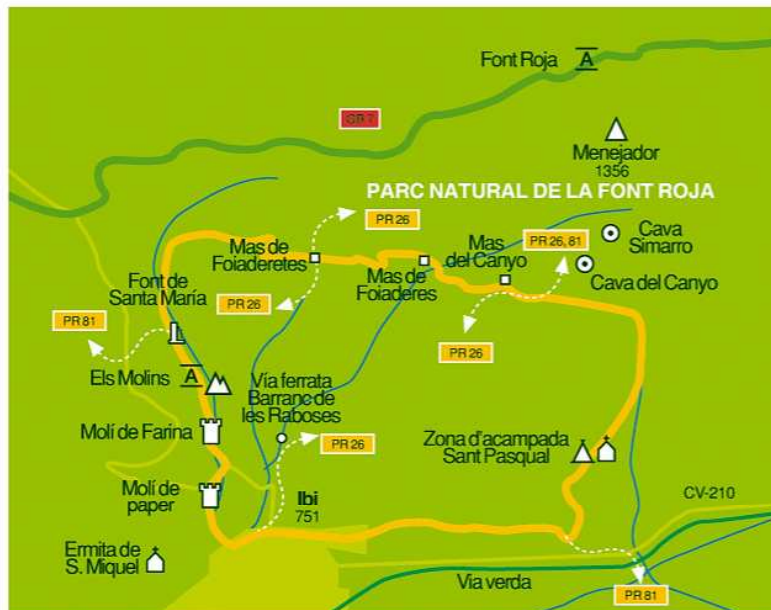 Font Roja
A
GR 7
Menejador
1356
PARC NATURAL DE LA FONT ROJA
PR 26
PR 26, 81
Cava
Simarro
Mas de
Foiaderetes
Mas
del Canyo
Mas de
Foiaderes
Cava del Canyo
Font de
Santa María
PR 26
PR 81
PR 26
Els Molins
A
Vía ferrata
Barranc de
les Raboses
Molí de Farina
PR 26
Zona d'acampada
Sant Pasqual
Molí de
paper
Ibi
751
CV-210
Ermita de
S. Miquel
Via verda
PR 81